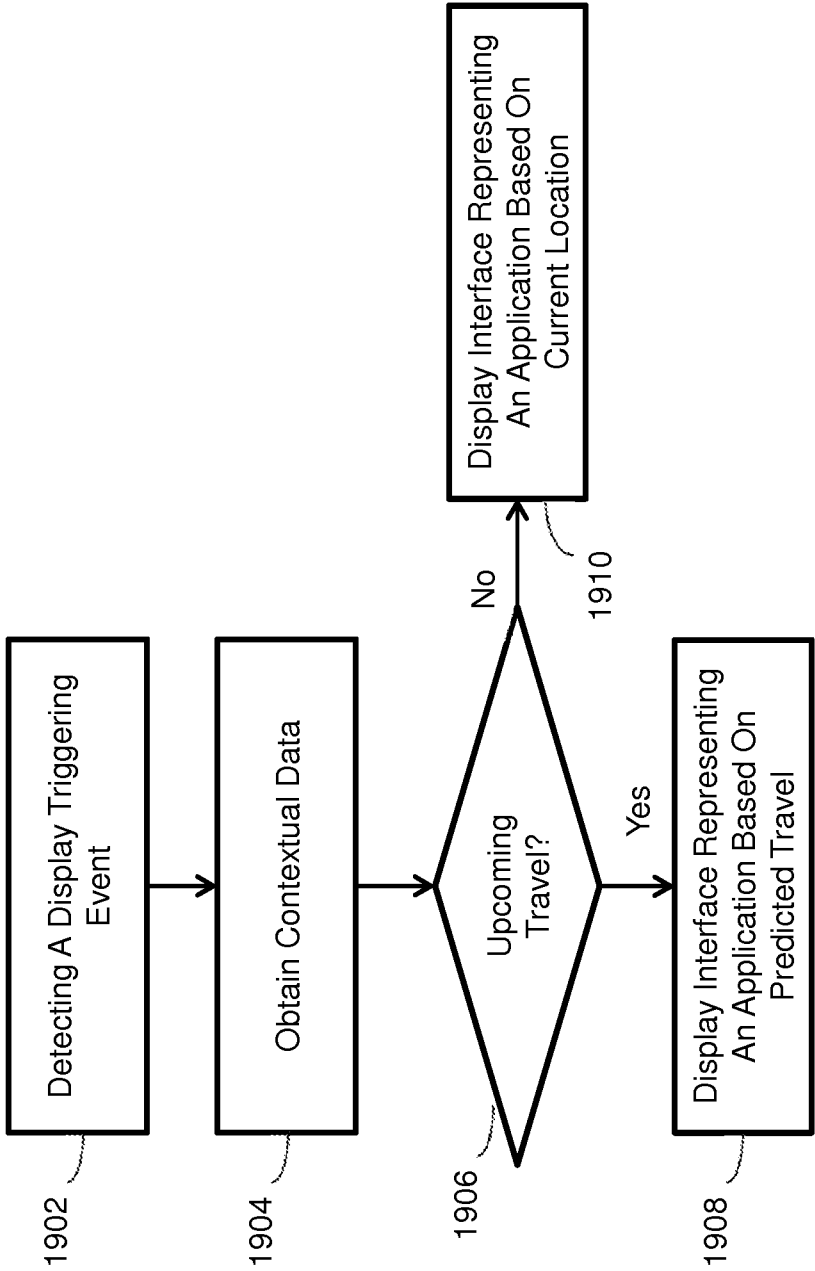 1902
Detecting A Display Triggering
Event
1904
Obtain Contextual Data
1906
Upcoming
Travel?
No
1910
Display Interface Representing
An Application Based On
Current Location
Yes
1908
Display Interface Representing
An Application Based On
Predicted Travel